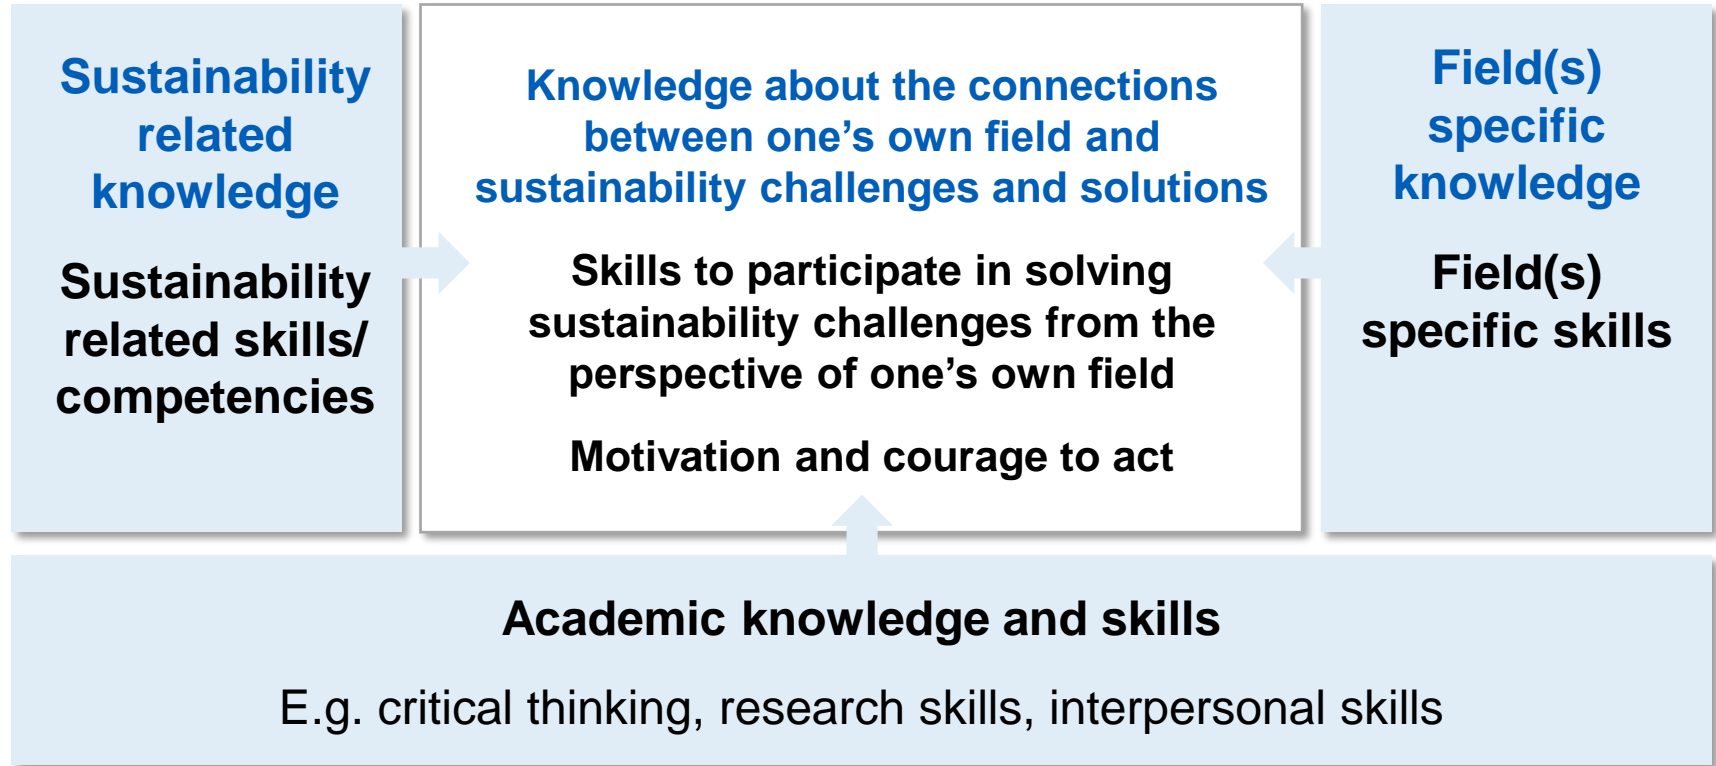 Sustainability
related
knowledge
Sustainability
related skills/
competencies
Knowledge about the connections
between one’s own field and
sustainability challenges and solutions
Skills to participate in solving
sustainability challenges from the
perspective of one’s own field
Motivation and courage to act
Field(s)
specific
knowledge
Field(s)
specific skills
Academic knowledge and skills
E.g. critical thinking, research skills, interpersonal skills